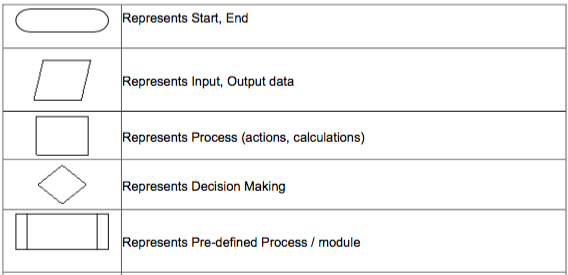 Represents Start, End
Represents Input, Output data
Represents Process (actions, calculations)
Represents Decision Making
Represents Pre-defined Process / module